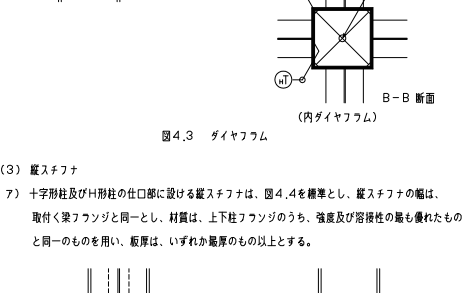 HT
B-B 断面
(内ダイヤフラム)
図4.3 ダイヤフラム
(3) 縦スチフナ
ア) 十字形柱及びH形柱の仕口部に設ける縦スチフナは、図4.4を標準とし、縦スチフナの幅は、
取付く梁フランジと同一とし、材質は、上下柱フランジのうち、強度及び溶接性の最も優れたもの
と同一のものを用い、板厚は、いずれか最厚のもの以上とする。